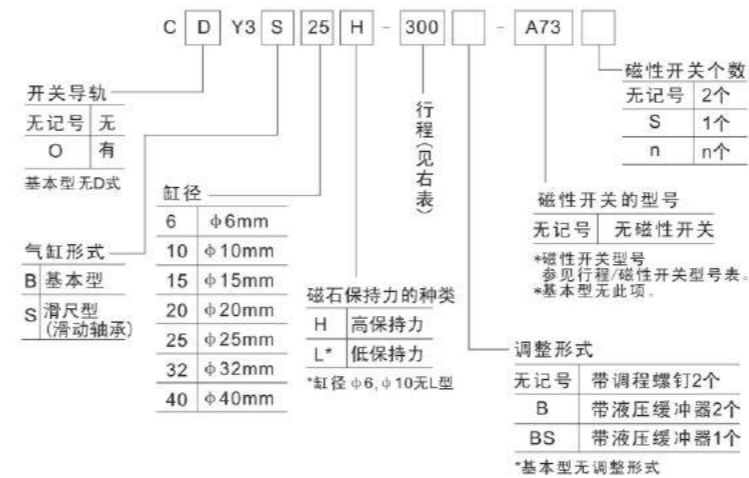 C D Y3 S 25 H - 300 - A73
开关导轨
无记号 无
O 有
基本型无D式
气缸形式
B 基本型
S 滑尺型
(滑动轴承)
缸径
6 φ6mm
10 φ10mm
15 φ15mm
20 φ20mm
25 φ25mm
32 φ32mm
40 φ40mm
磁石保持力的种类
H 高保持力
L* 低保持力
*缸径φ6,φ10无L型
行程(见右表)
磁性开关个数
无记号 2个
S 1个
n n个
磁性开关的型号
无记号 无磁性开关
*磁性开关型号
参见行程/磁性开关型号表。
*基本型无此项。
调整形式
无记号 带调程螺钉2个
B 带液压缓冲器2个
BS 带液压缓冲器1个
*基本型无调整形式